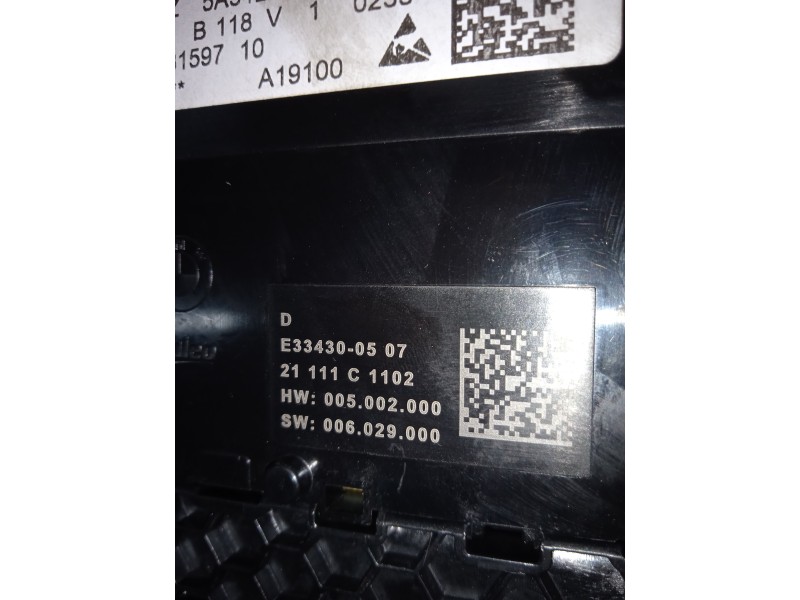 B 118 V 1 0233
1597 10
**
A19100
D
E33430-05 07
21 111 C 1102
HW: 005.002.000
SW: 006.029.000